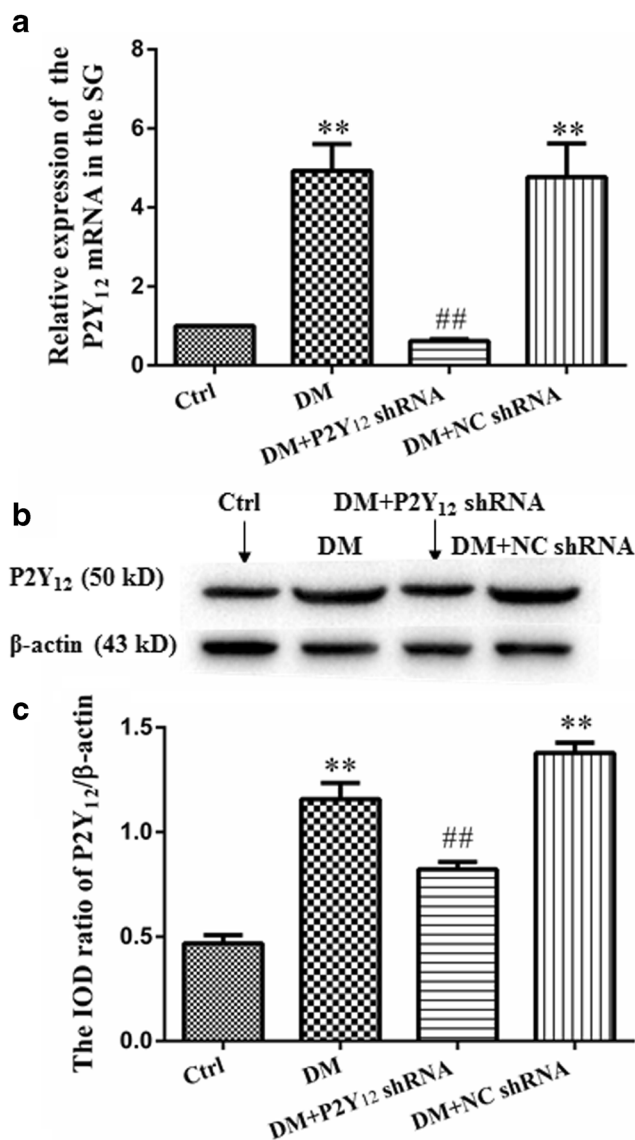 a
Relative expression of the
P2Y₁₂ mRNA in the SG
8
6
4
2
0
**
**
##
Ctrl
DM
DM+P2Y₁₂ shRNA
DM+NC shRNA
b
Ctrl
DM+P2Y₁₂ shRNA
DM
DM+NC shRNA
P2Y₁₂ (50 kD)
β-actin (43 kD)
c
The IOD ratio of P2Y₁₂/β-actin
1.5
1.0
0.5
0.0
**
##
**
Ctrl
DM
DM+P2Y₁₂ shRNA
DM+NC shRNA